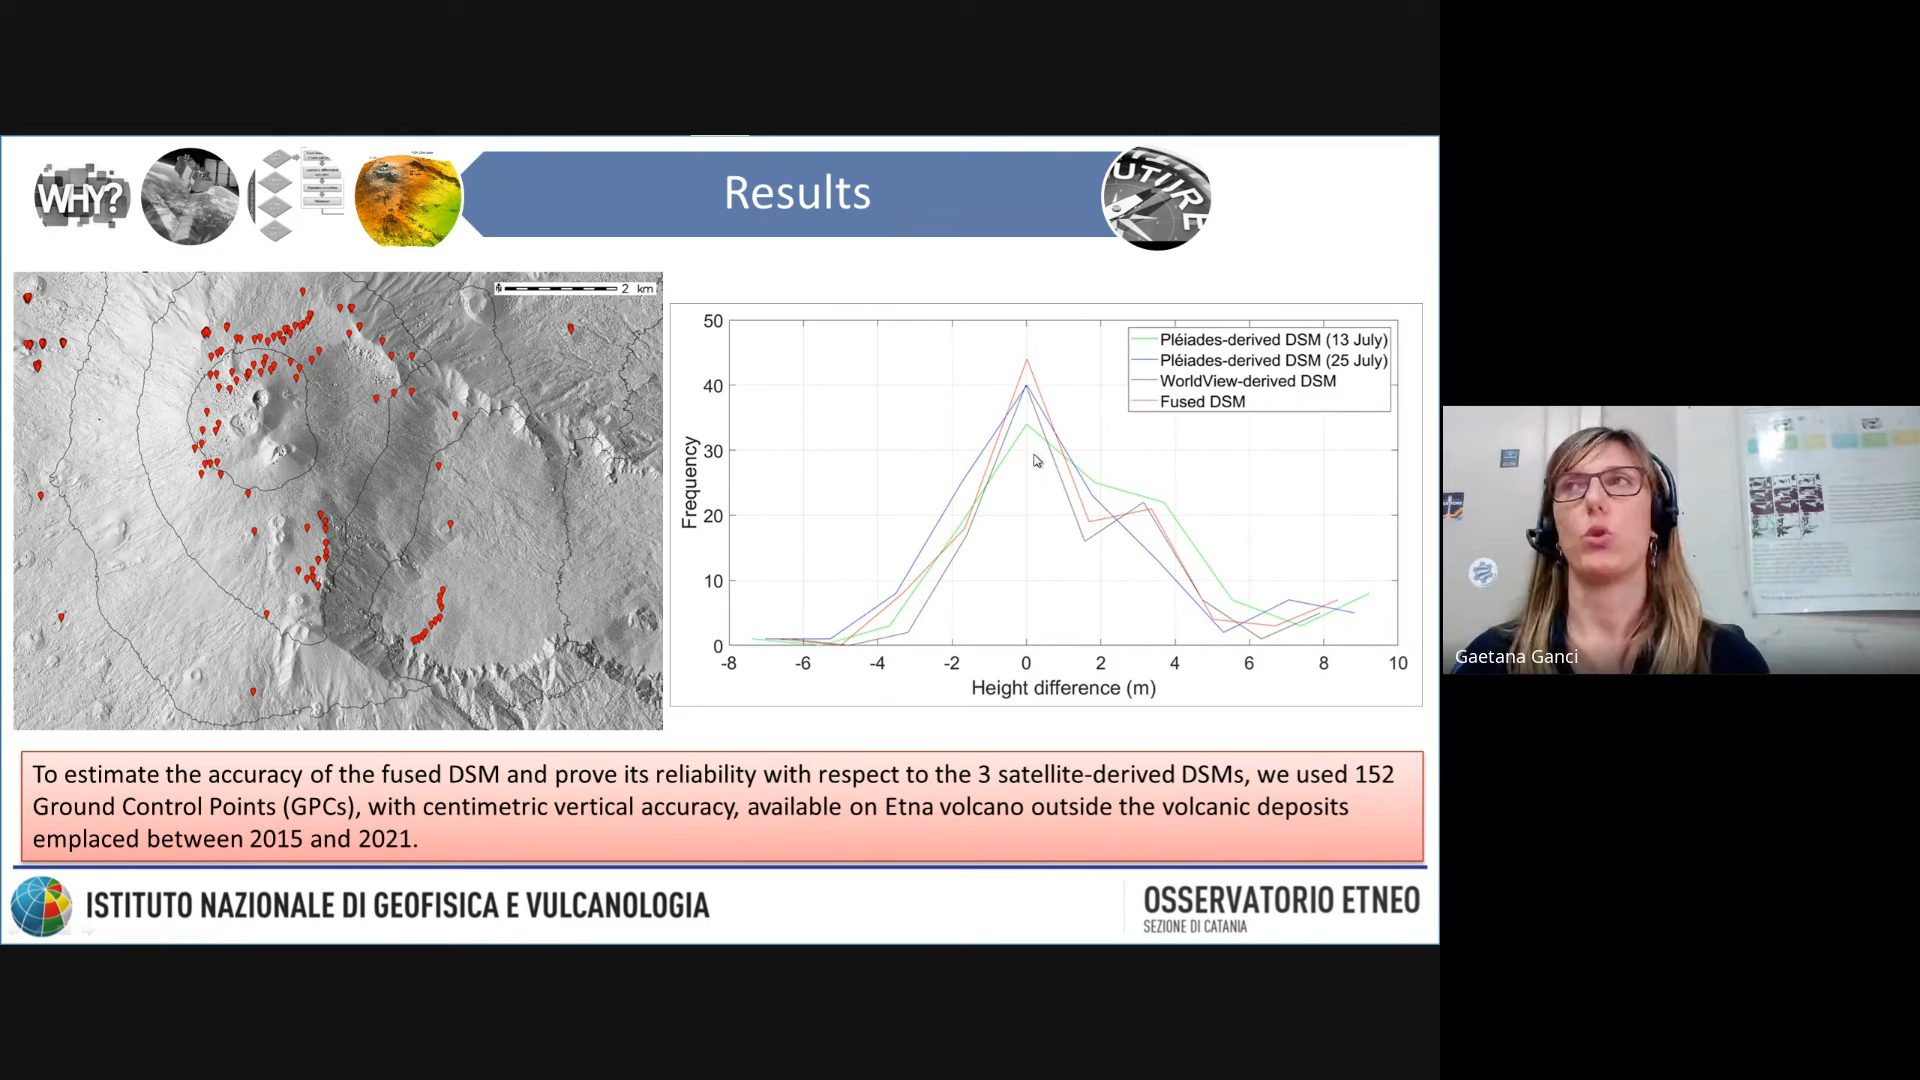 WHY?
Results
UTURE
2 km
50
40
30
20
10
0
Frequency
-8 -6 -4 -2 0 2 4 6 8 10
Height difference (m)
Pléiades-derived DSM (13 July)
Pléiades-derived DSM (25 July)
WorldView-derived DSM
Fused DSM
Gaetana Ganci
To estimate the accuracy of the fused DSM and prove its reliability with respect to the 3 satellite-derived DSMs, we used 152
Ground Control Points (GPCs), with centimetric vertical accuracy, available on Etna volcano outside the volcanic deposits
emplaced between 2015 and 2021.
ISTITUTO NAZIONALE DI GEOFISICA E VULCANOLOGIA
OSSERVATORIO ETNEO
SEZIONE DI CATANIA